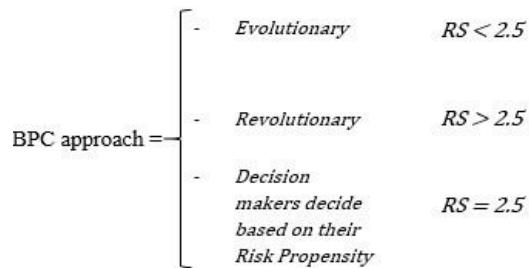 - Evolutionary RS < 2.5
- Revolutionary RS > 2.5
BPC approach =
- Decision
makers decide
based on their
Risk Propensity
RS = 2.5